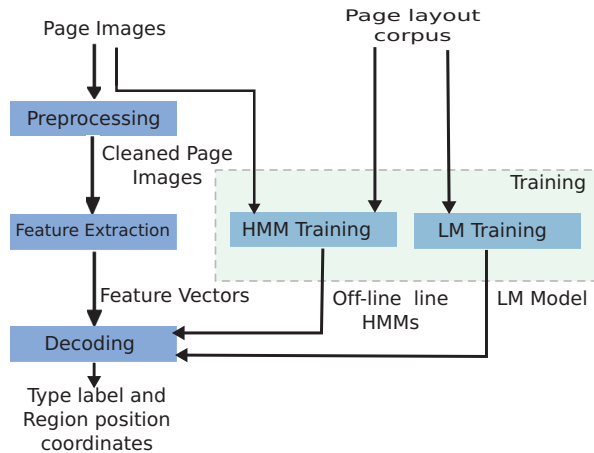 Page Images
Page layout
corpus
Preprocessing
Cleaned Page
Images
Training
Feature Extraction
HMM Training
LM Training
Feature Vectors
Off-line line
HMMs
LM Model
Decoding
Type label and
Region position
coordinates